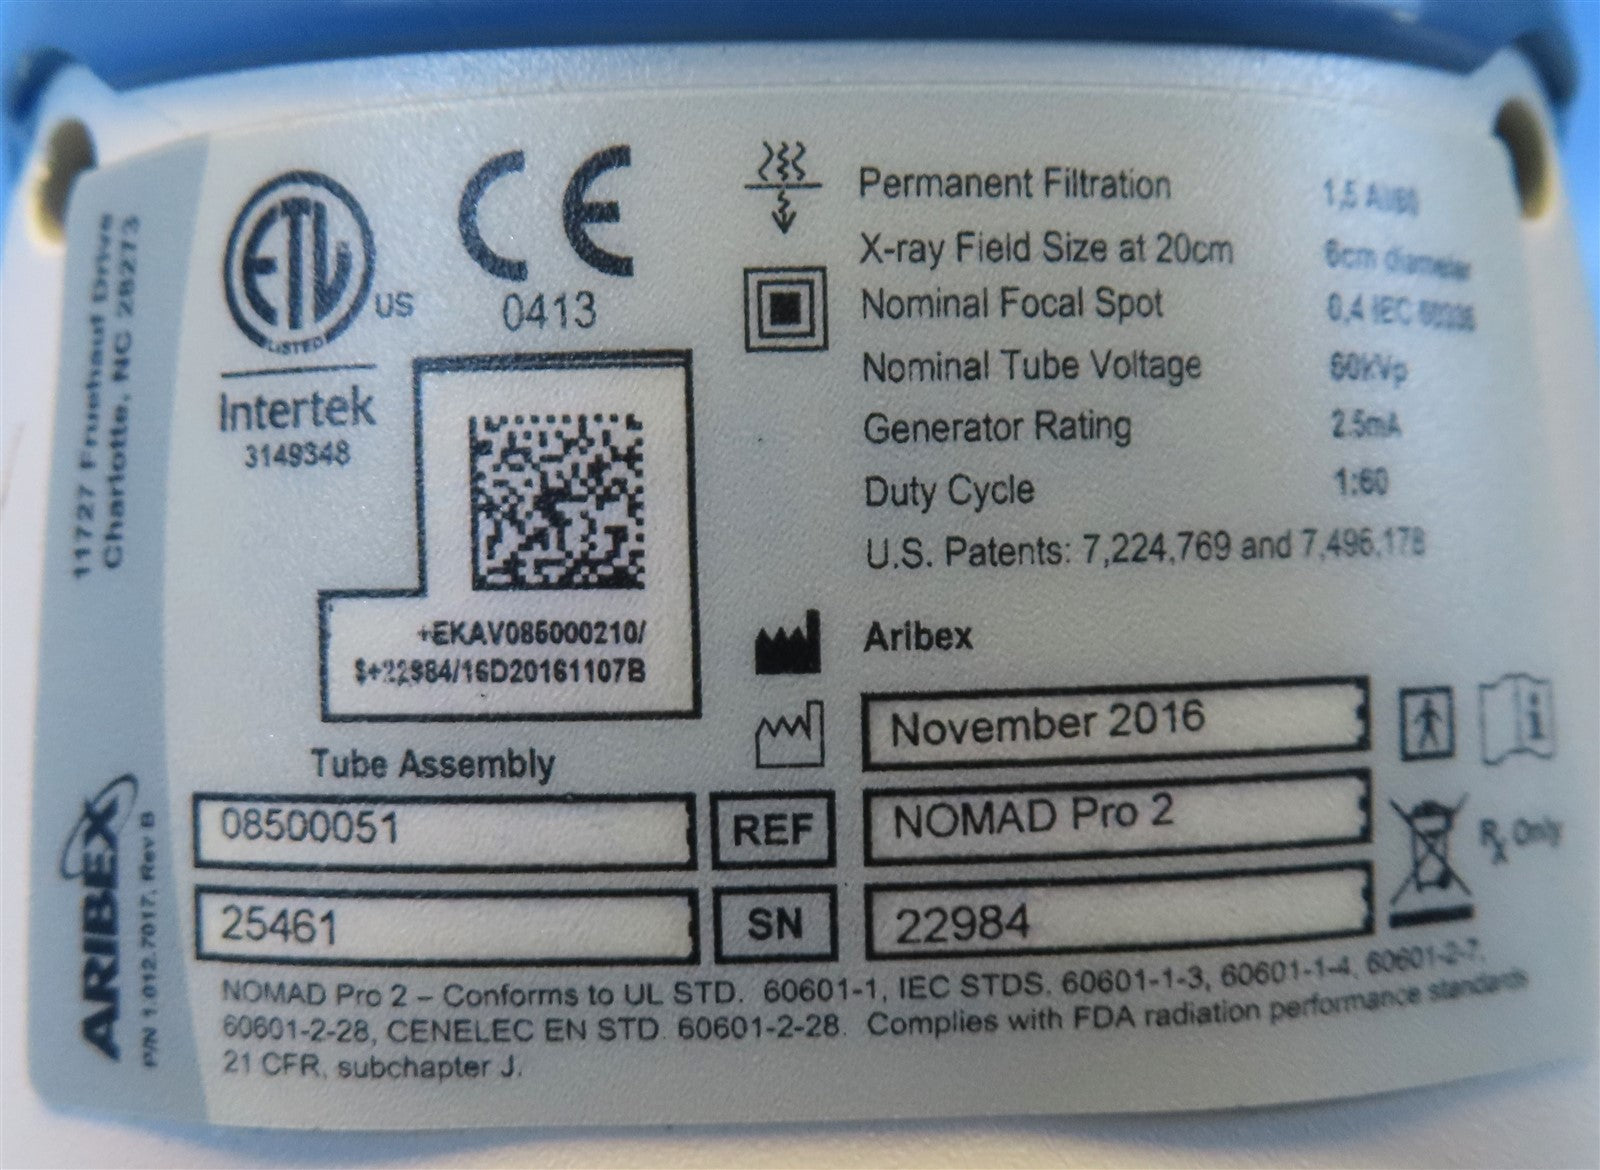 11727 Fruehauf Drive
Charlotte, NC 28273
ARIBEX
P/N 1.012.7017, Rev B
ETL
LISTED
US
Intertek
3149348
CE
0413
+EKAV085000210/
$+22984/16D20161107B
Permanent Filtration 1,5 Al/60
X-ray Field Size at 20cm 6cm diameter
Nominal Focal Spot 0,4 IEC 60336
Nominal Tube Voltage 60kVp
Generator Rating 2.5mA
Duty Cycle 1:60
U.S. Patents: 7,224,769 and 7,496,178
Aribex
November 2016
Tube Assembly
08500051 REF NOMAD Pro 2
25461 SN 22984
Rx Only
NOMAD Pro 2 – Conforms to UL STD. 60601-1, IEC STDS. 60601-1-3, 60601-1-4, 60601-2-7,
60601-2-28, CENELEC EN STD. 60601-2-28. Complies with FDA radiation performance standards
21 CFR, subchapter J.